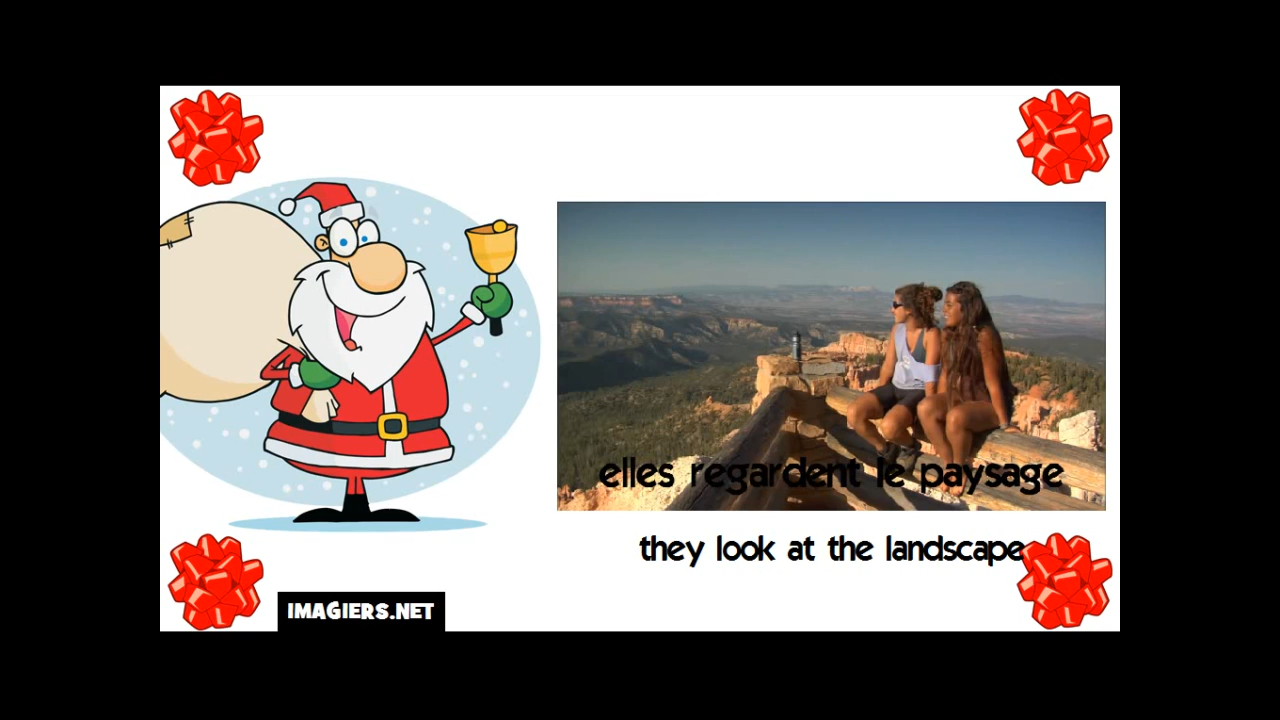 elles regardent le paysage
they look at the landscape
IMAGIERS.NET